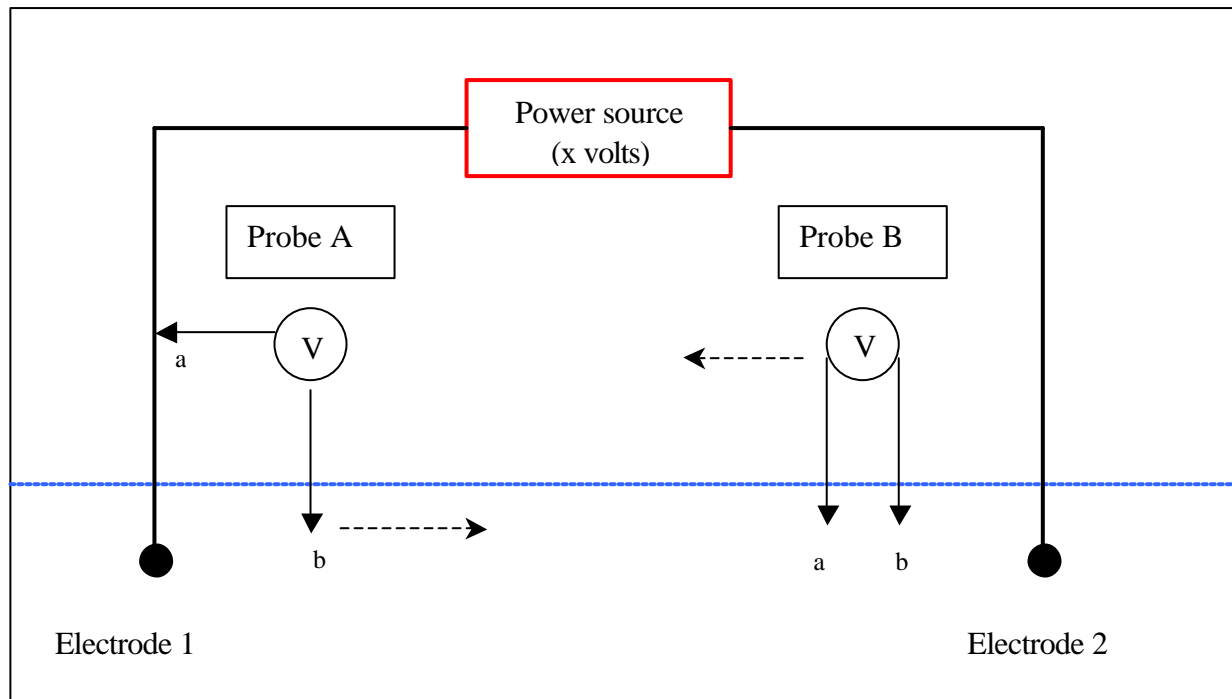 Power source
(x volts)
Probe A
Probe B
V
V
a
b
a
b
Electrode 1
Electrode 2